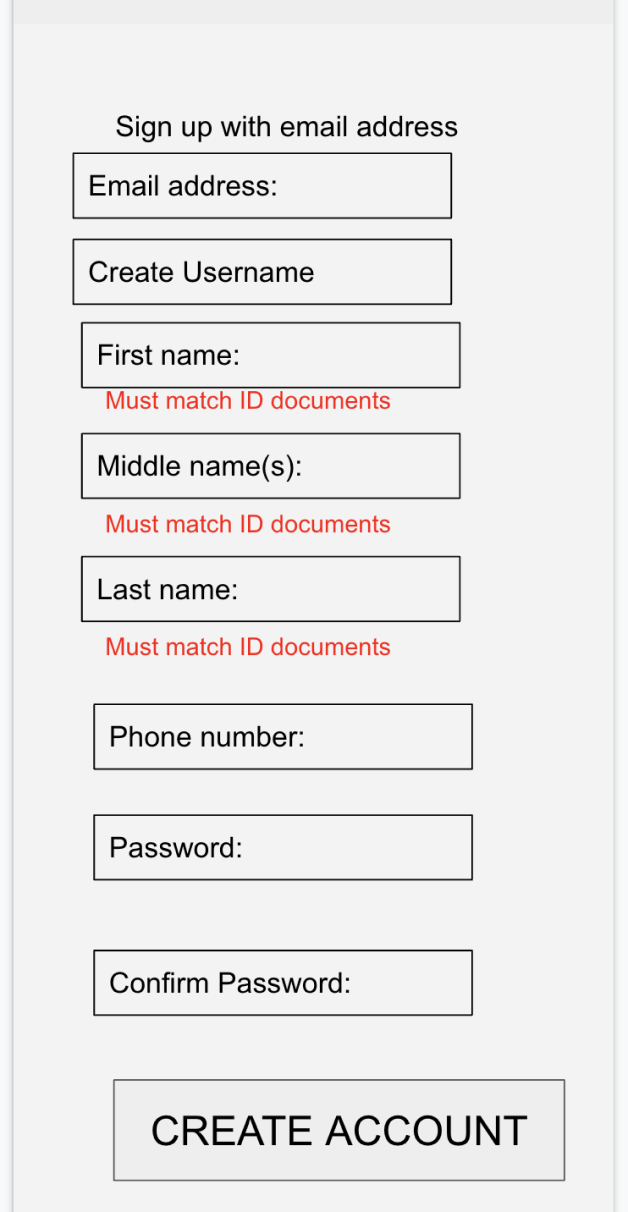 Sign up with email address
Email address:
Create Username
First name:
Must match ID documents
Middle name(s):
Must match ID documents
Last name:
Must match ID documents
Phone number:
Password:
Confirm Password:
CREATE ACCOUNT